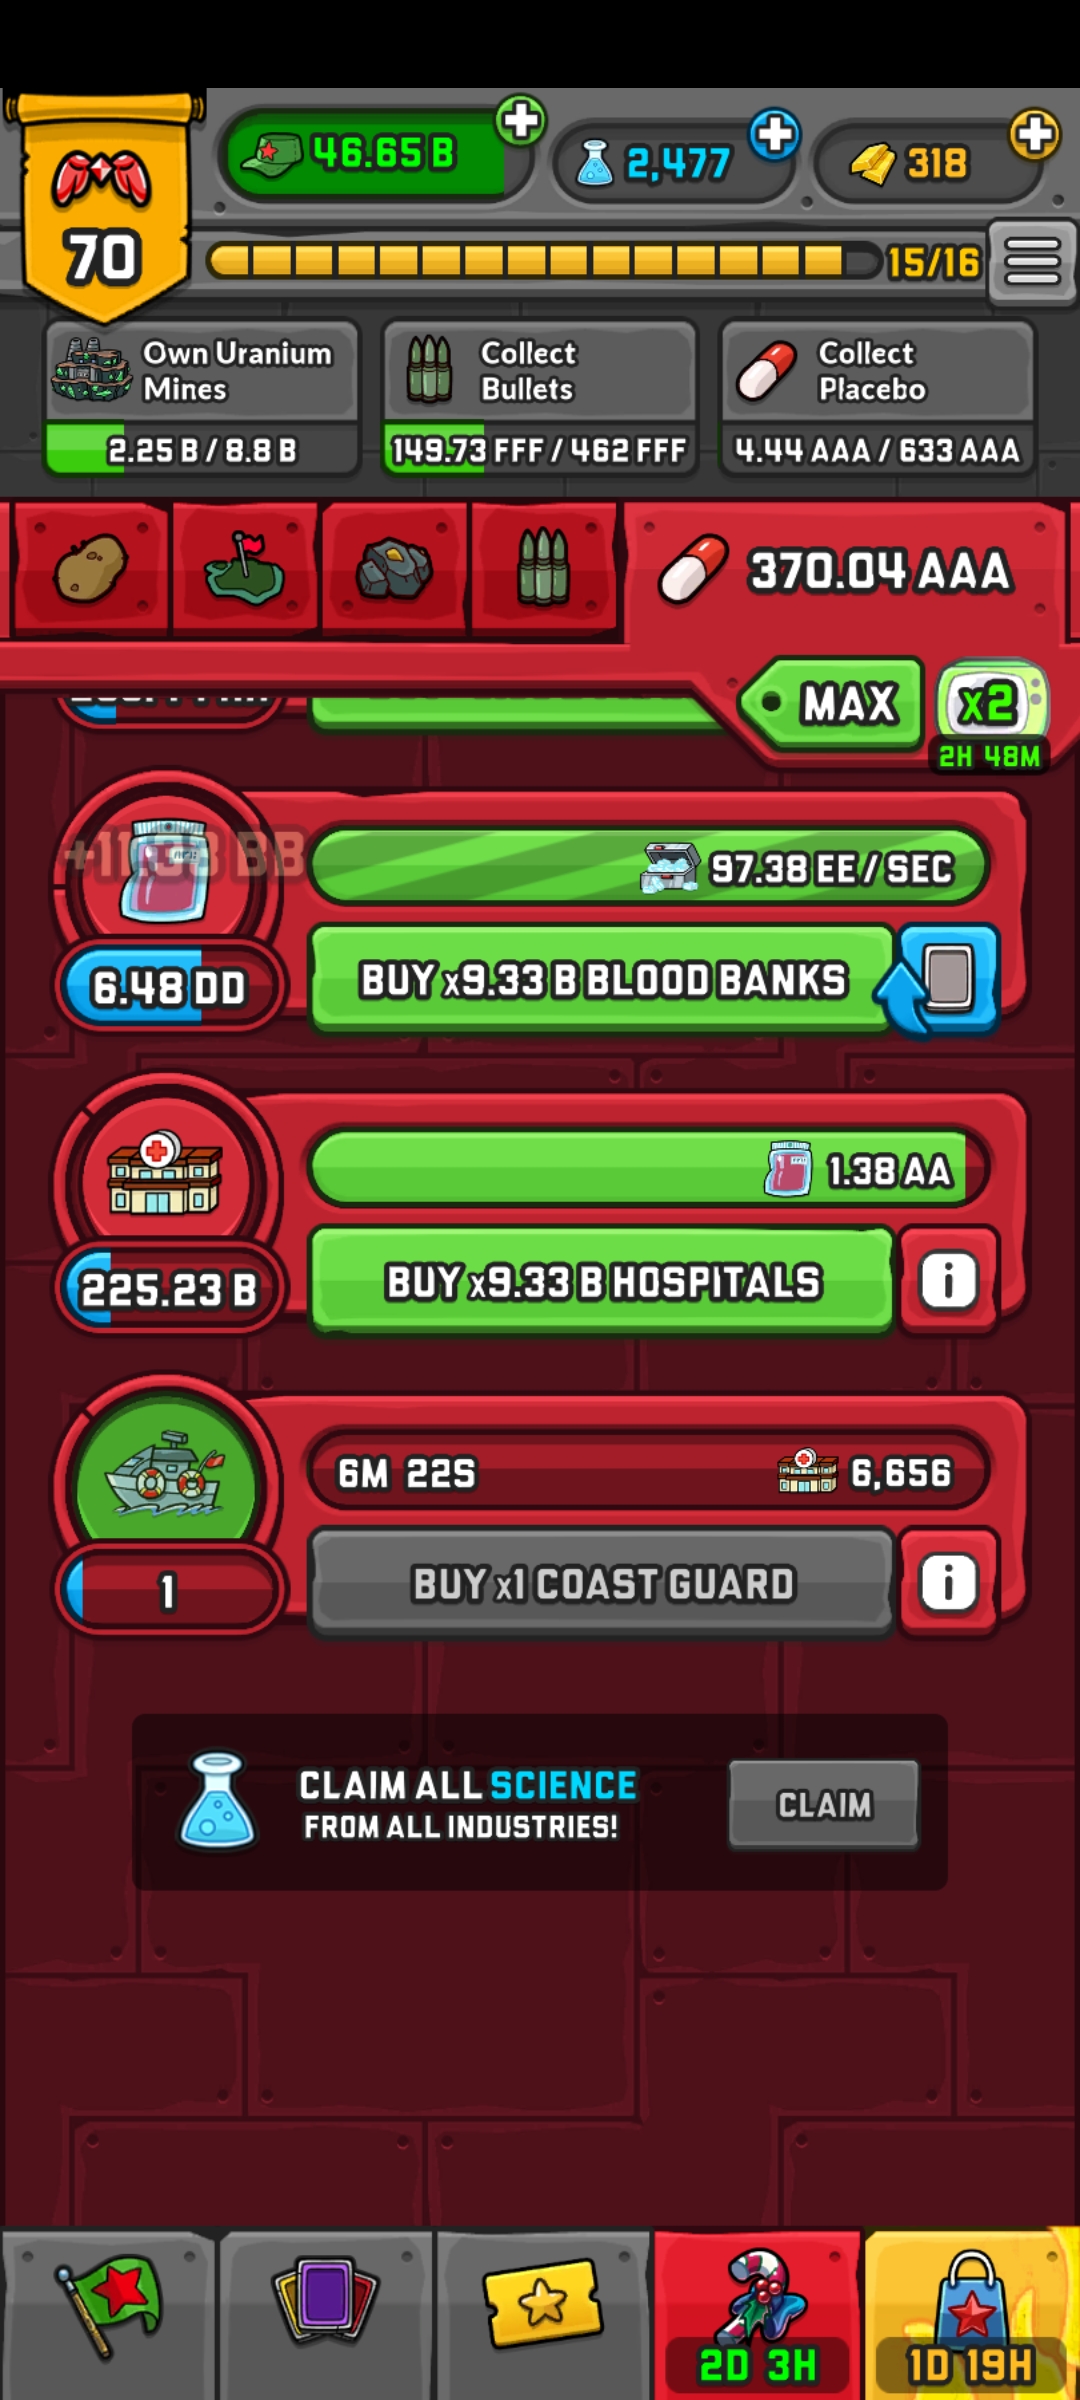 70
46.65 B
2,477
318
15/16
Own Uranium
Mines
2.25 B / 8.8 B
Collect
Bullets
149.73 FFF / 462 FFF
Collect
Placebo
4.44 AAA / 633 AAA
370.04 AAA
MAX
x2
2H 48M
97.38 EE / SEC
6.48 DD
BUY x9.33 B BLOOD BANKS
1.38 AA
225.23 B
BUY x9.33 B HOSPITALS
i
6M 22S
6,656
1
BUY x1 COAST GUARD
i
CLAIM ALL SCIENCE
FROM ALL INDUSTRIES!
CLAIM
2D 3H
1D 19H